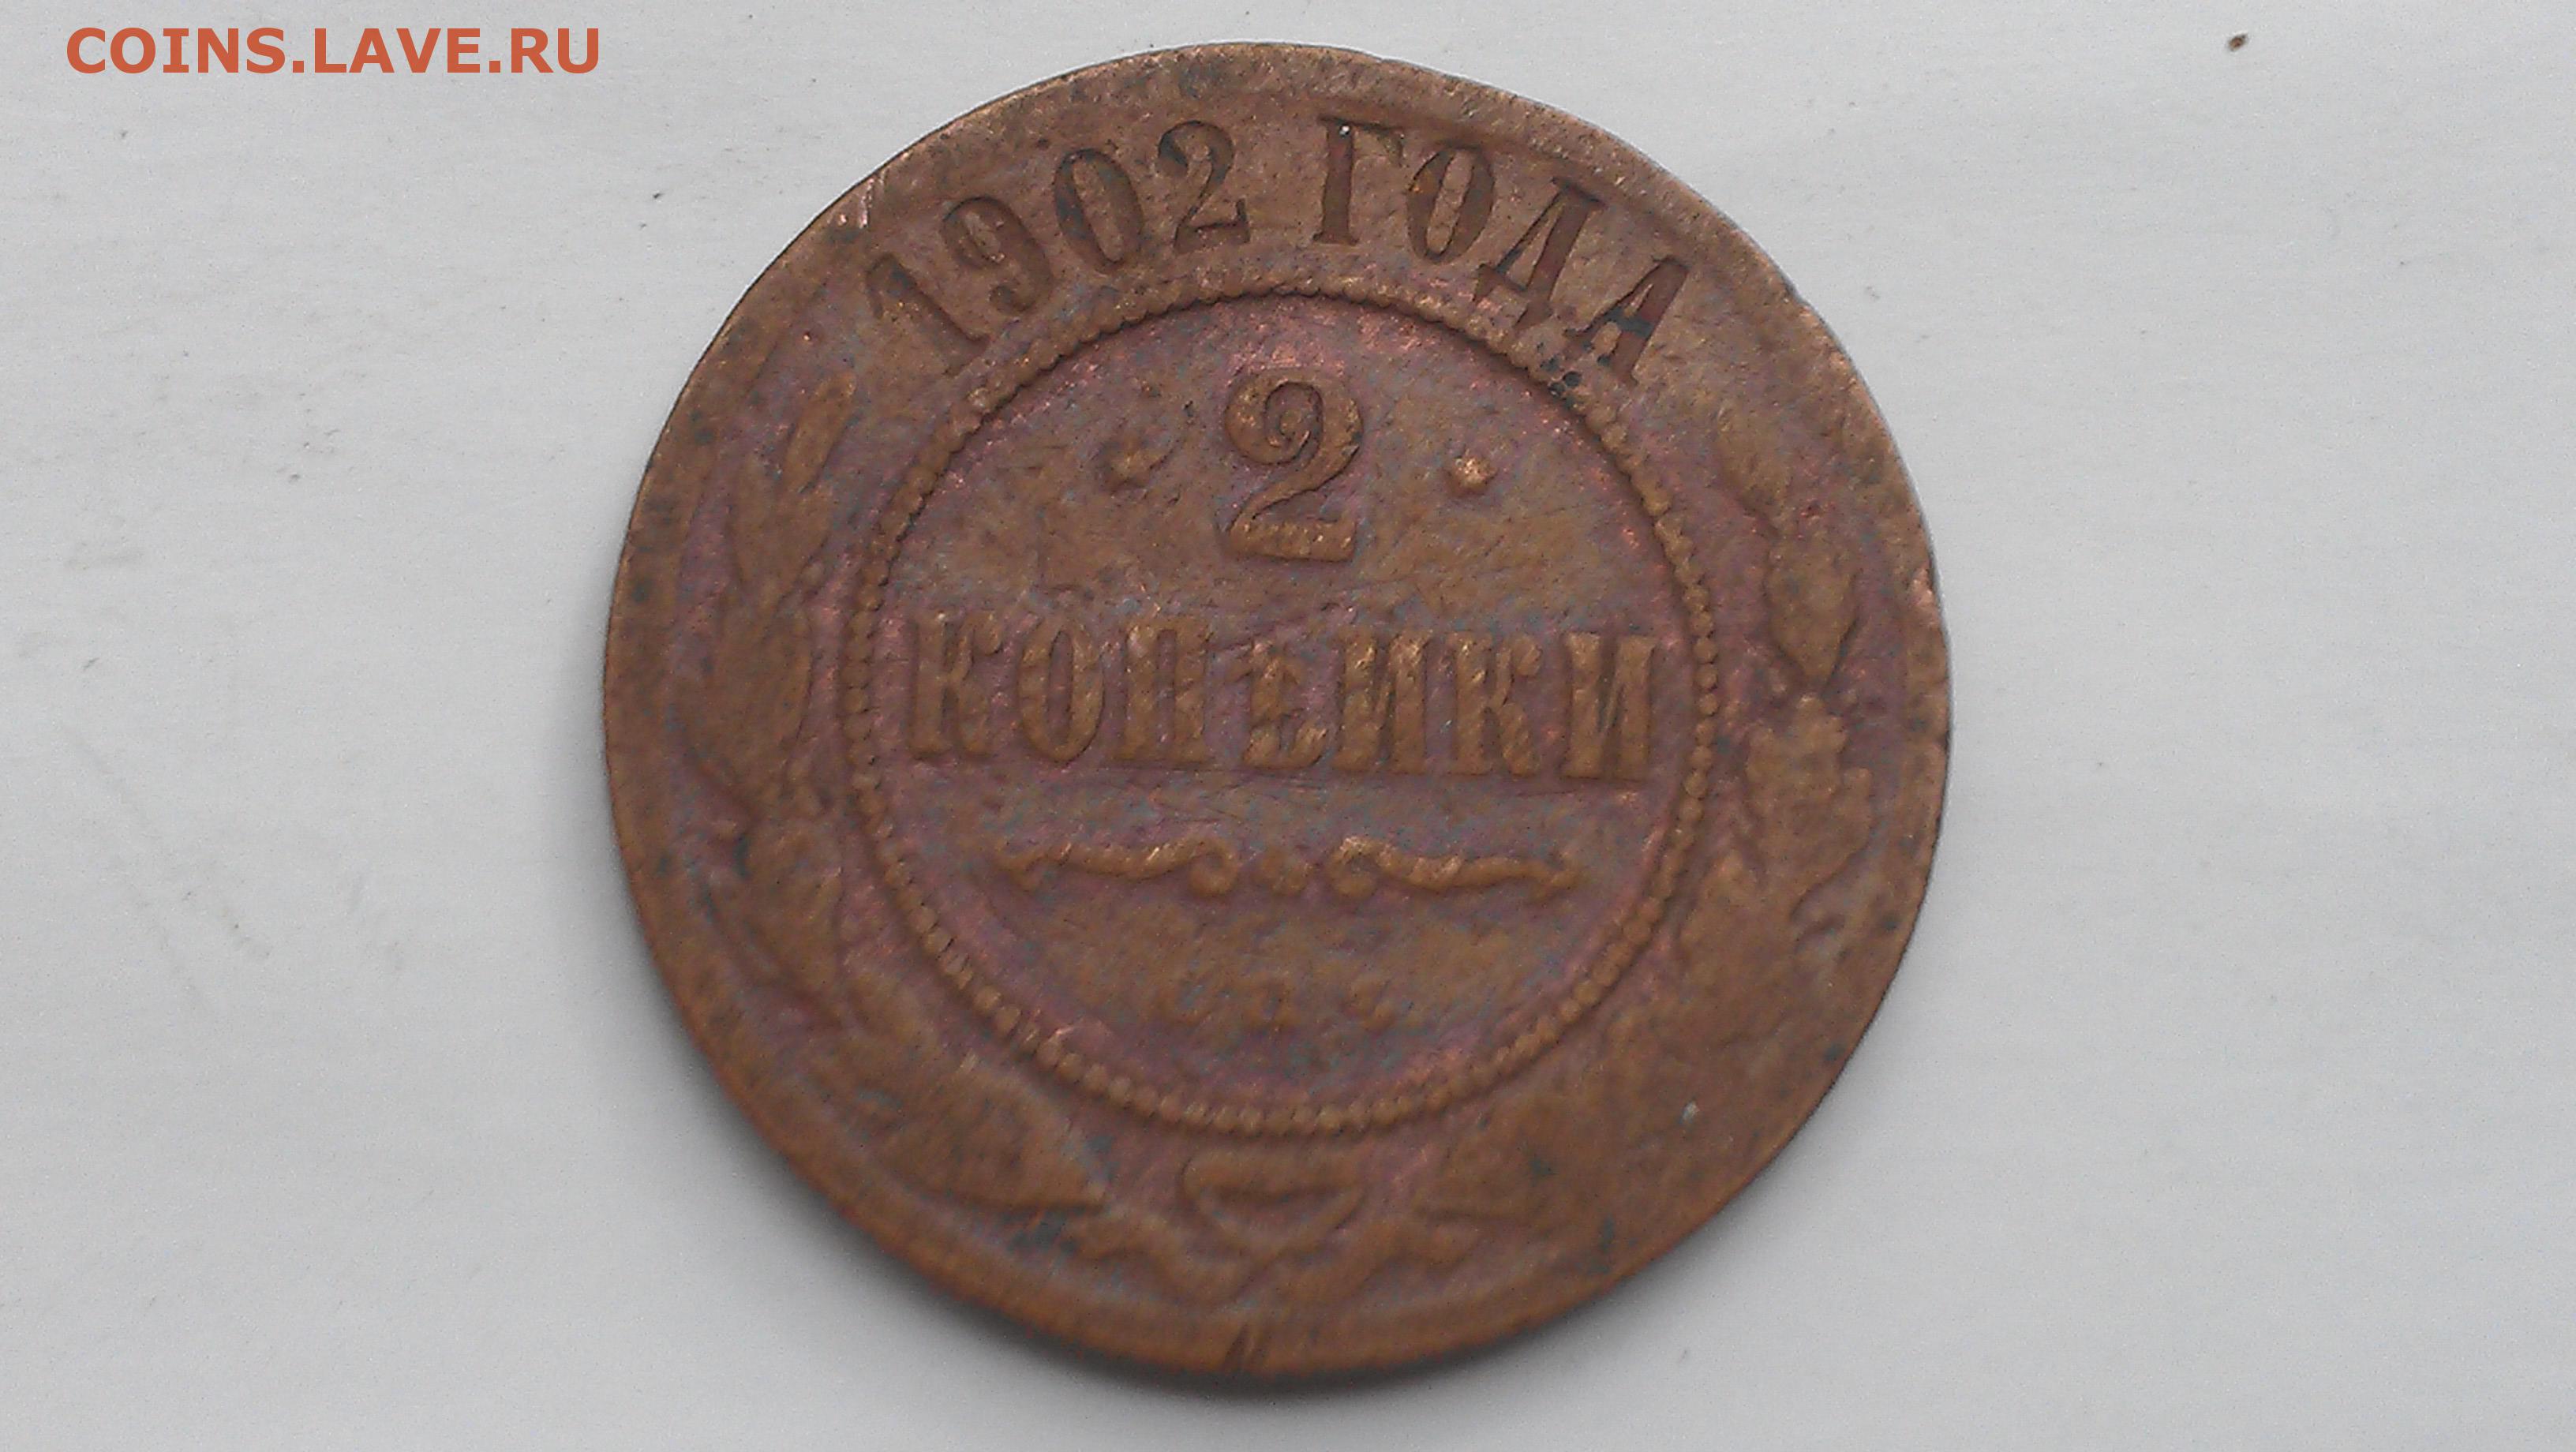 COINS.LAVE.RU
1902 ГОДА
2
КОПѢЙКИ
С.П.Б.